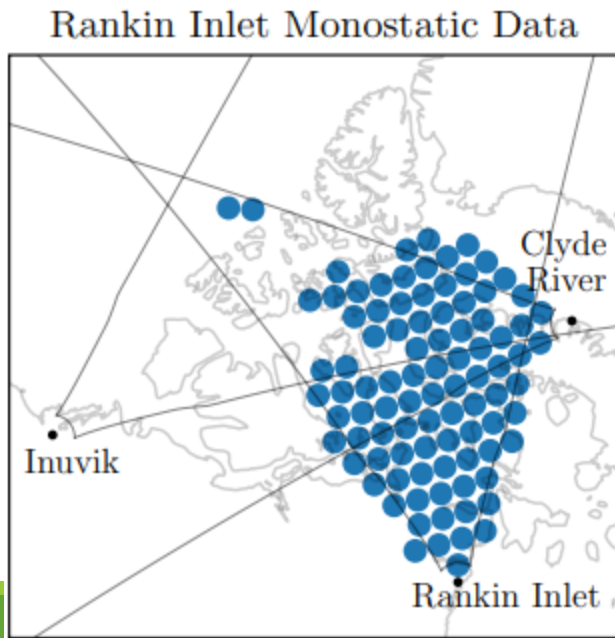 Rankin Inlet Monostatic Data
Clyde
River
Inuvik
Rankin Inlet